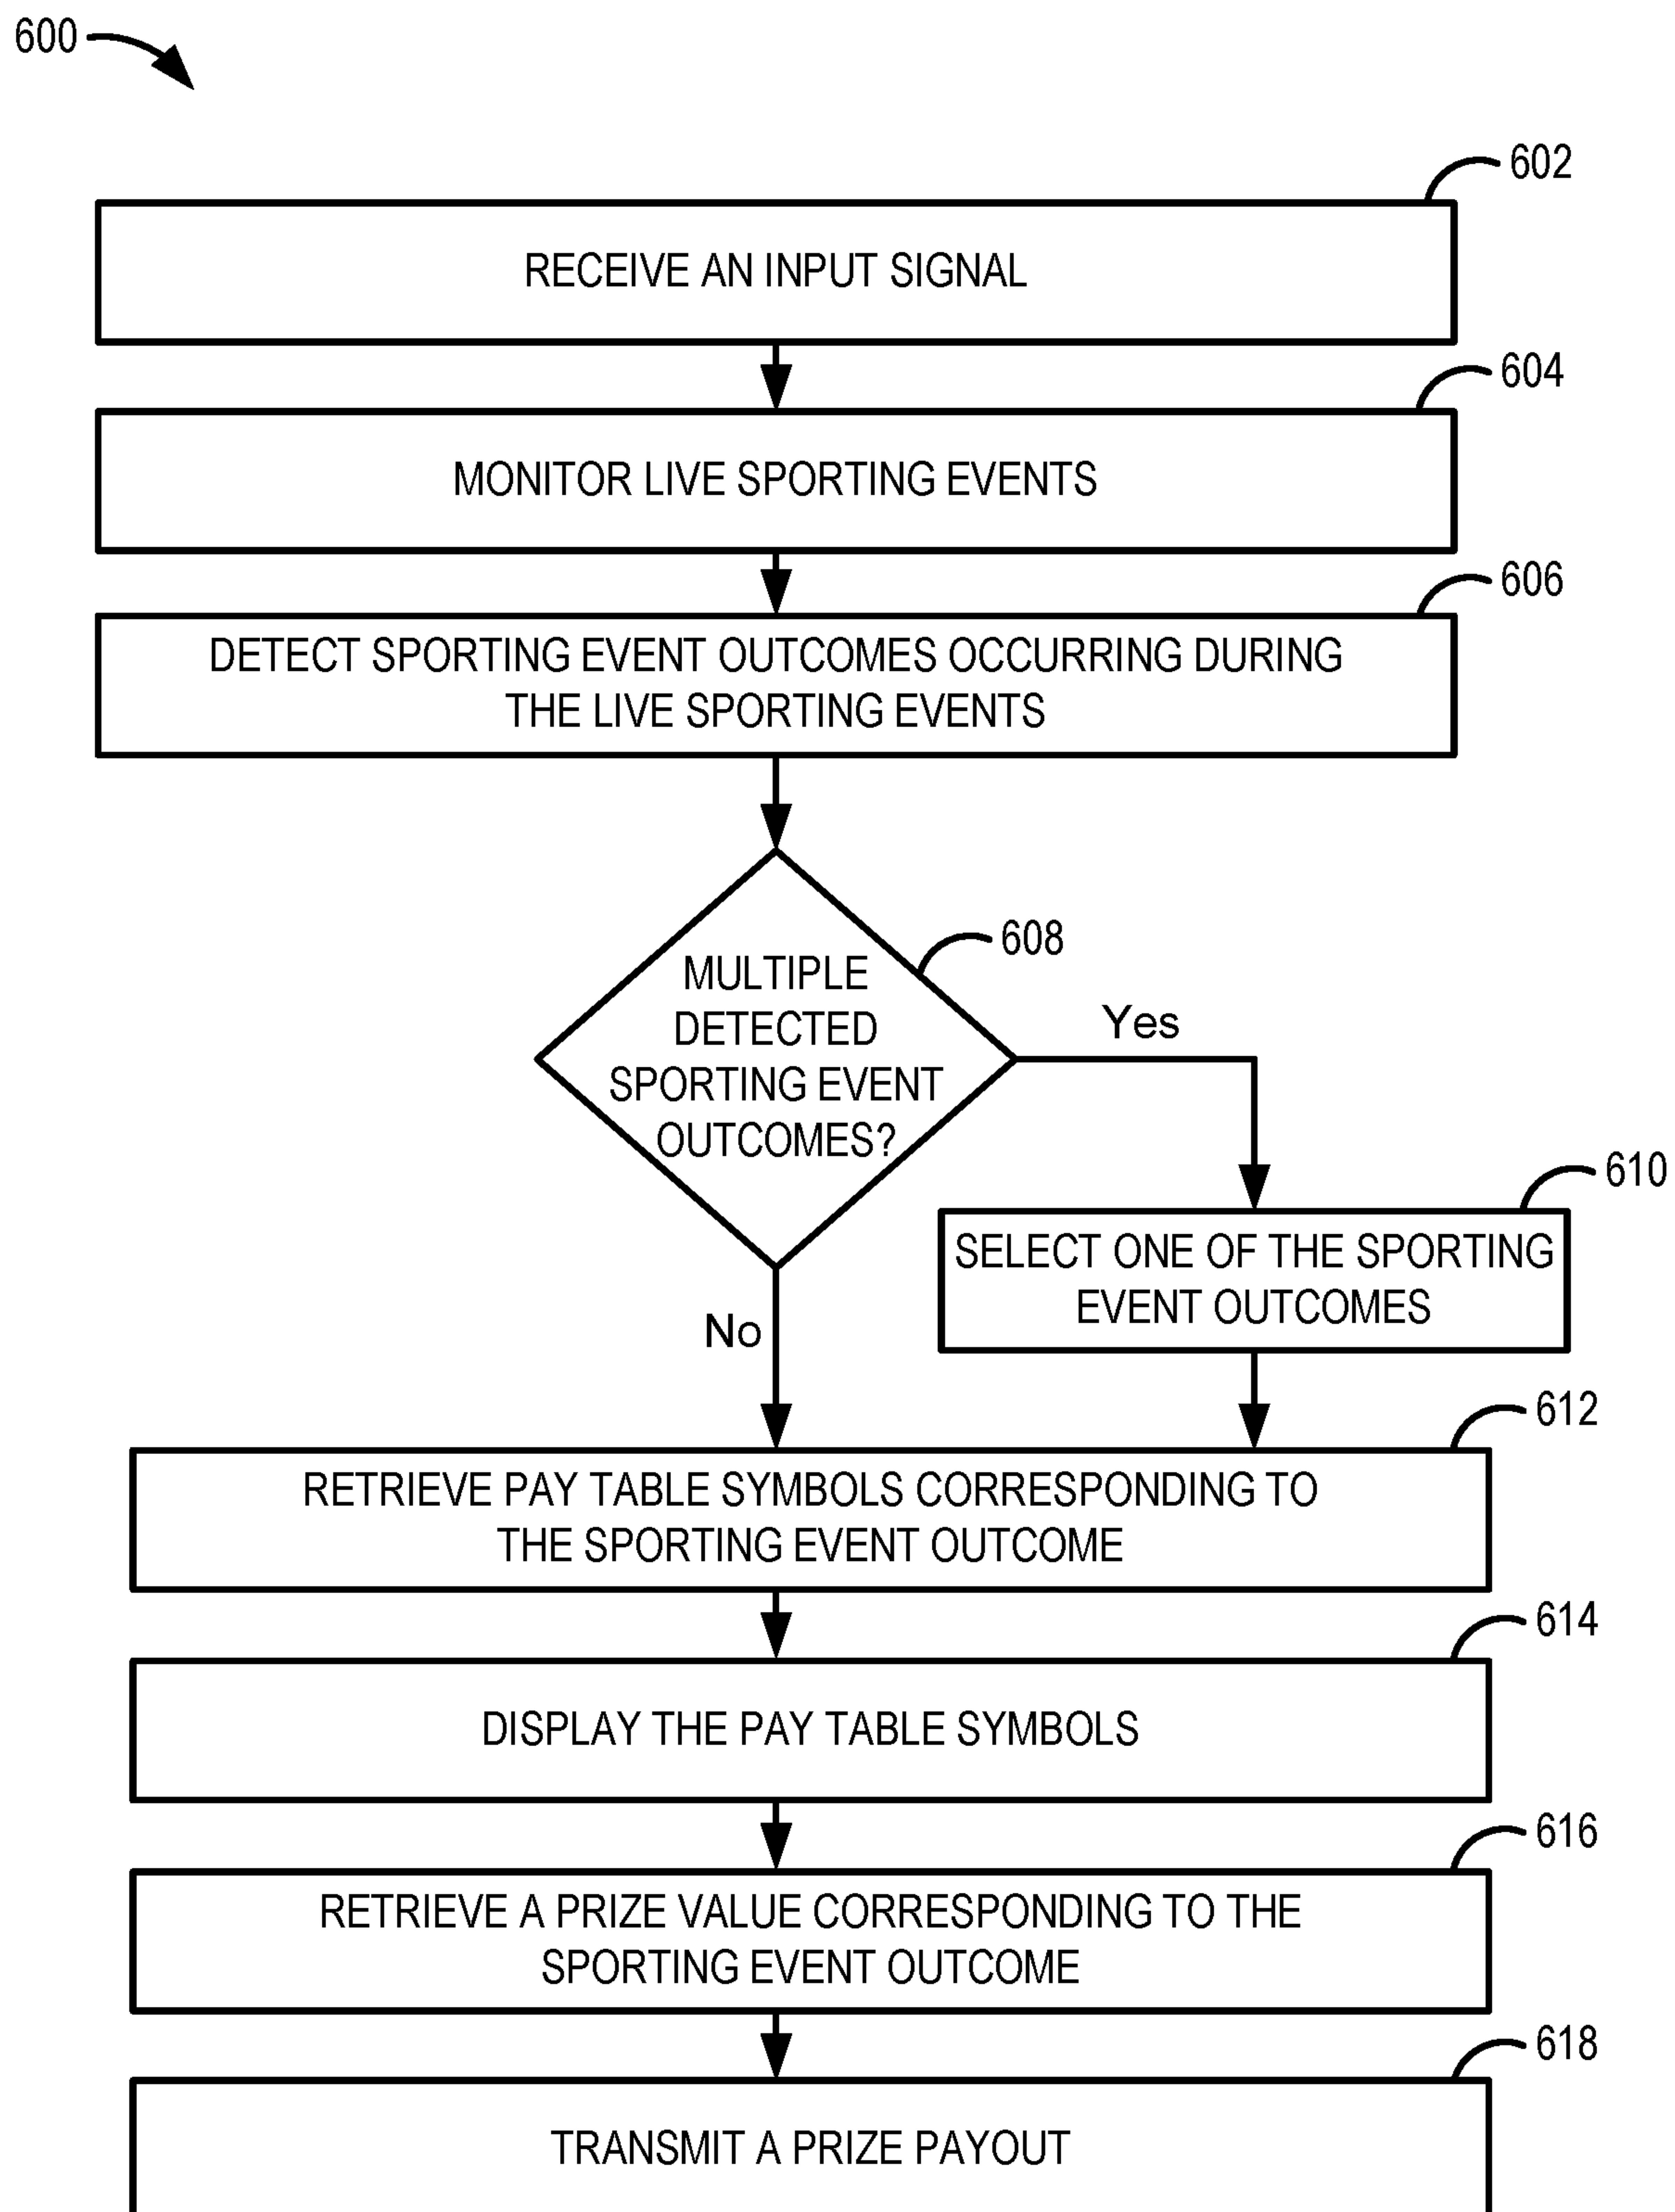 600
602
RECEIVE AN INPUT SIGNAL
604
MONITOR LIVE SPORTING EVENTS
606
DETECT SPORTING EVENT OUTCOMES OCCURRING DURING
THE LIVE SPORTING EVENTS
608
MULTIPLE
DETECTED
SPORTING EVENT
OUTCOMES?
Yes
610
SELECT ONE OF THE SPORTING
EVENT OUTCOMES
No
612
RETRIEVE PAY TABLE SYMBOLS CORRESPONDING TO
THE SPORTING EVENT OUTCOME
614
DISPLAY THE PAY TABLE SYMBOLS
616
RETRIEVE A PRIZE VALUE CORRESPONDING TO THE
SPORTING EVENT OUTCOME
618
TRANSMIT A PRIZE PAYOUT